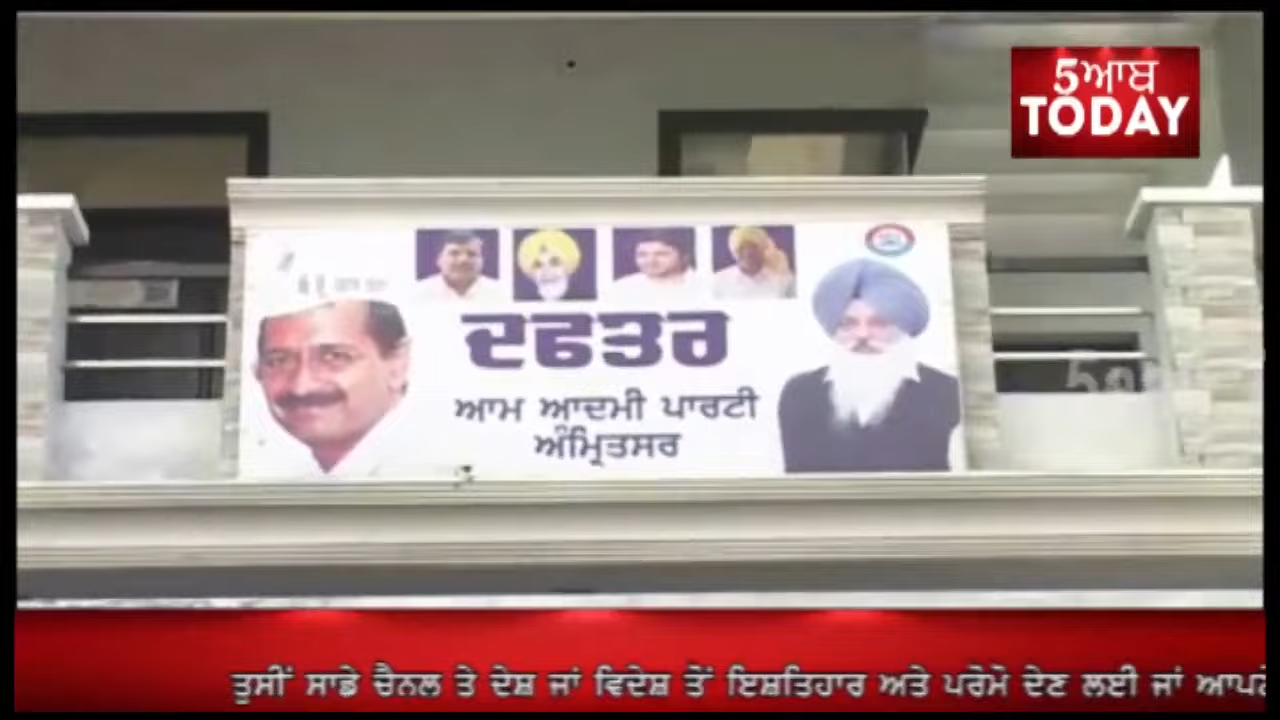 5ਆਬ
TODAY
ਦਫਤਰ
ਆਮ ਆਦਮੀ ਪਾਰਟੀ
ਅੰਮ੍ਰਿਤਸਰ
ਤੁਸੀਂ ਸਾਡੇ ਚੈਨਲ ਤੇ ਦੇਸ਼ ਜਾਂ ਵਿਦੇਸ਼ ਤੋਂ ਇਸ਼ਤਿਹਾਰ ਅਤੇ ਪਰੋਮੋ ਦੇਣ ਲਈ ਜਾਂ